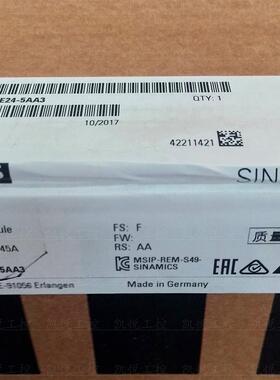 E24-5AA3
QTY: 1
10/2017
42211421
SIN
ule
45A
5AA3
FS: F
FW:
RS: AA
质量
MSIP-REM-S49-
SINAMICS
EAC
E-91056 Erlangen
Made in Germany